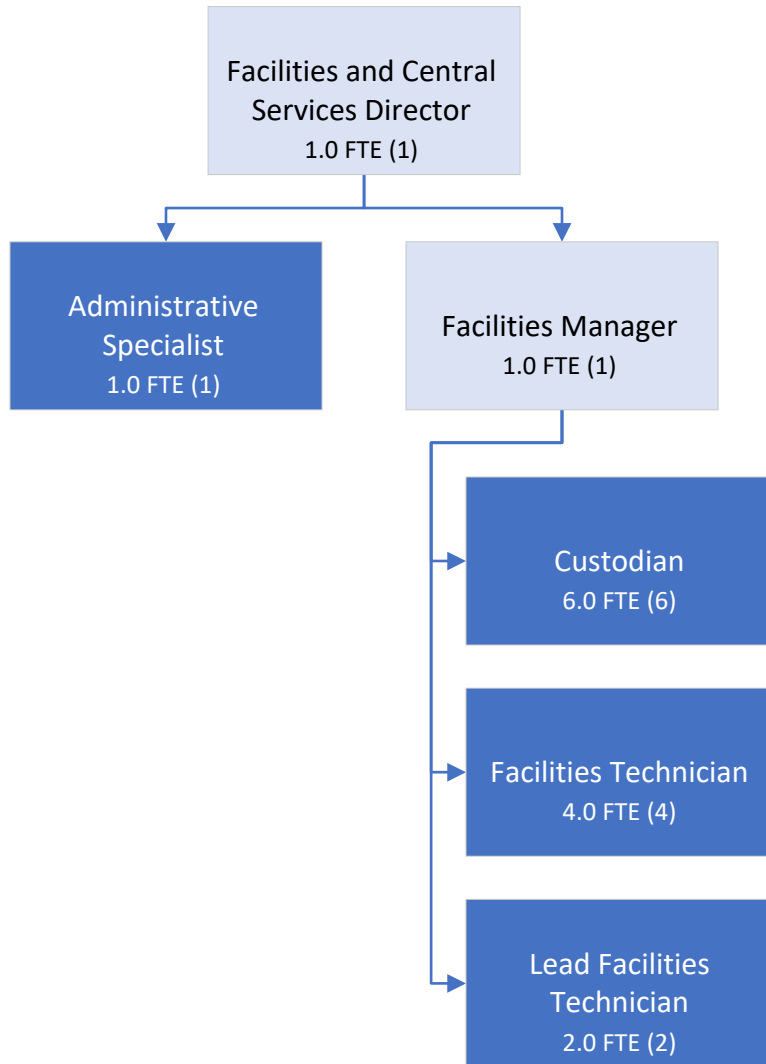 Facilities and Central
Services Director
1.0 FTE (1)
Administrative
Specialist
1.0 FTE (1)
Facilities Manager
1.0 FTE (1)
Custodian
6.0 FTE (6)
Facilities Technician
4.0 FTE (4)
Lead Facilities
Technician
2.0 FTE (2)